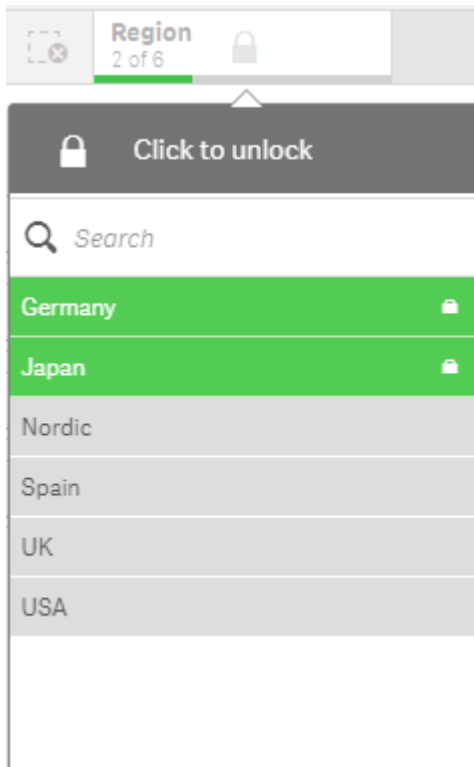 Region
2 of 6
Click to unlock
Search
Germany
Japan
Nordic
Spain
UK
USA